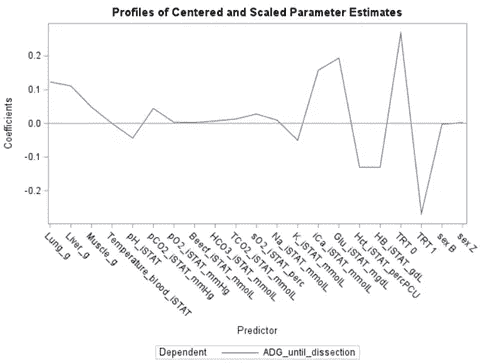 Profiles of Centered and Scaled Parameter Estimates
Coefficients
0.2
0.1
0.0
-0.1
-0.2
Lung_g
Liver_g
Muscle_g
Temperature_blood_iSTAT
pH_iSTAT
pCO2_iSTAT_mmHg
pO2_iSTAT_mmHg
Beecf_iSTAT_mmolL
HCO3_iSTAT_mmolL
TCO2_iSTAT_mmolL
sO2_iSTAT_perc
Na_iSTAT_mmolL
K_iSTAT_mmolL
iCa_iSTAT_mmolL
Glu_iSTAT_mgdL
Hct_iSTAT_percPCU
HB_iSTAT_gdL
TRT 0
TRT 1
sex B
sex Z
Predictor
Dependent ADG_until_dissection